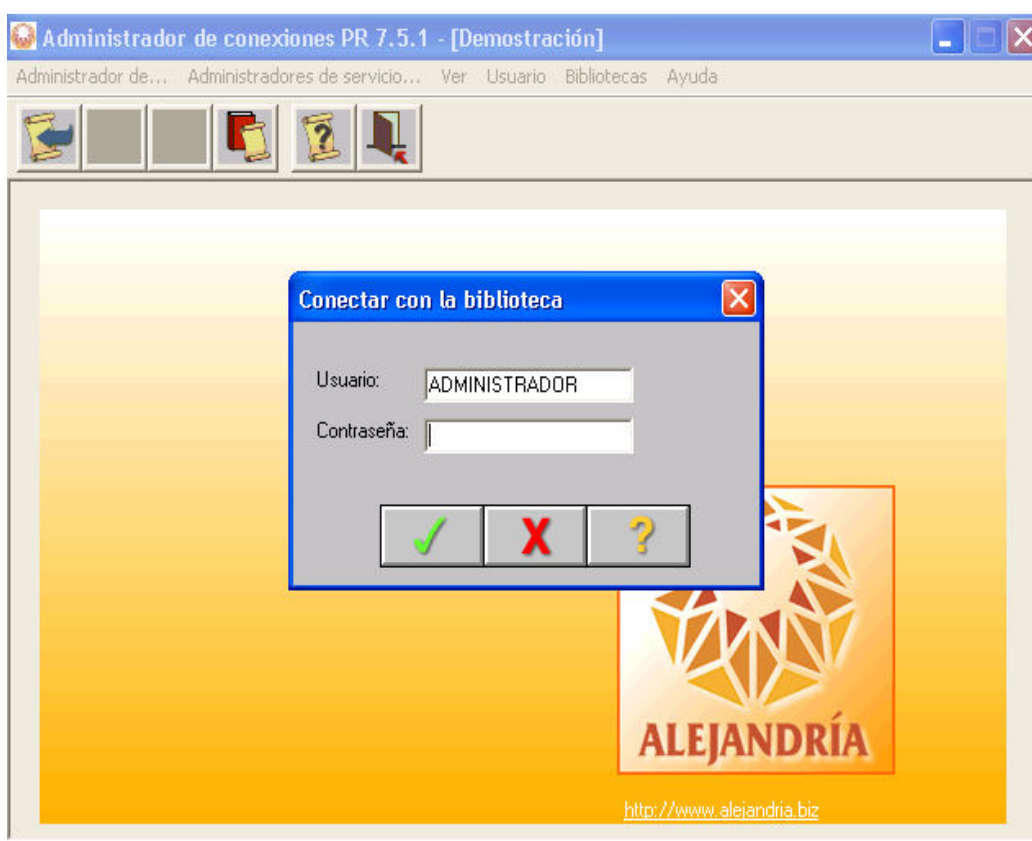 Administrador de conexiones PR 7.5.1 - [Demostración]
Administrador de... Administradores de servicio... Ver Usuario Bibliotecas Ayuda
?
Conectar con la biblioteca
Usuario: ADMINISTRADOR
Contraseña:
X ?
ALEJANDRÍA
http://www.alejandria.biz